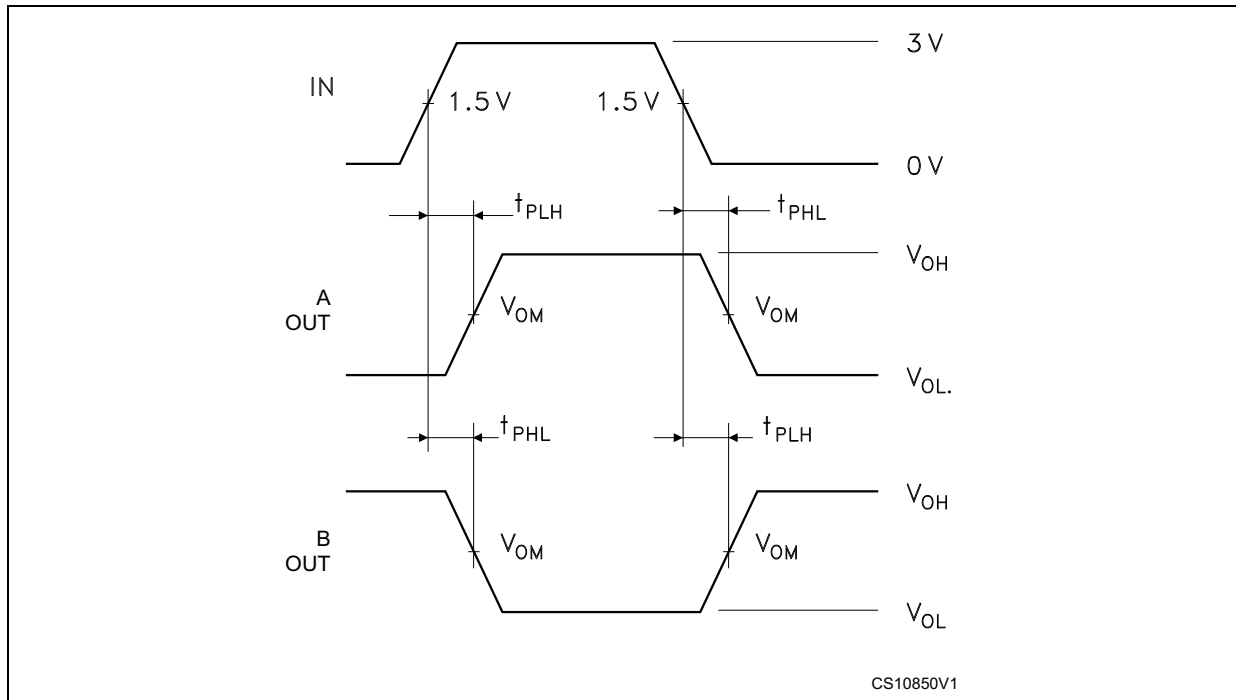 3 V
IN
1.5 V 1.5 V
0 V
tPLH tPHL
VOH
A
OUT
VOM VOM
VOL.
tPHL tPLH
VOH
B
OUT
VOM VOM
VOL
CS10850V1